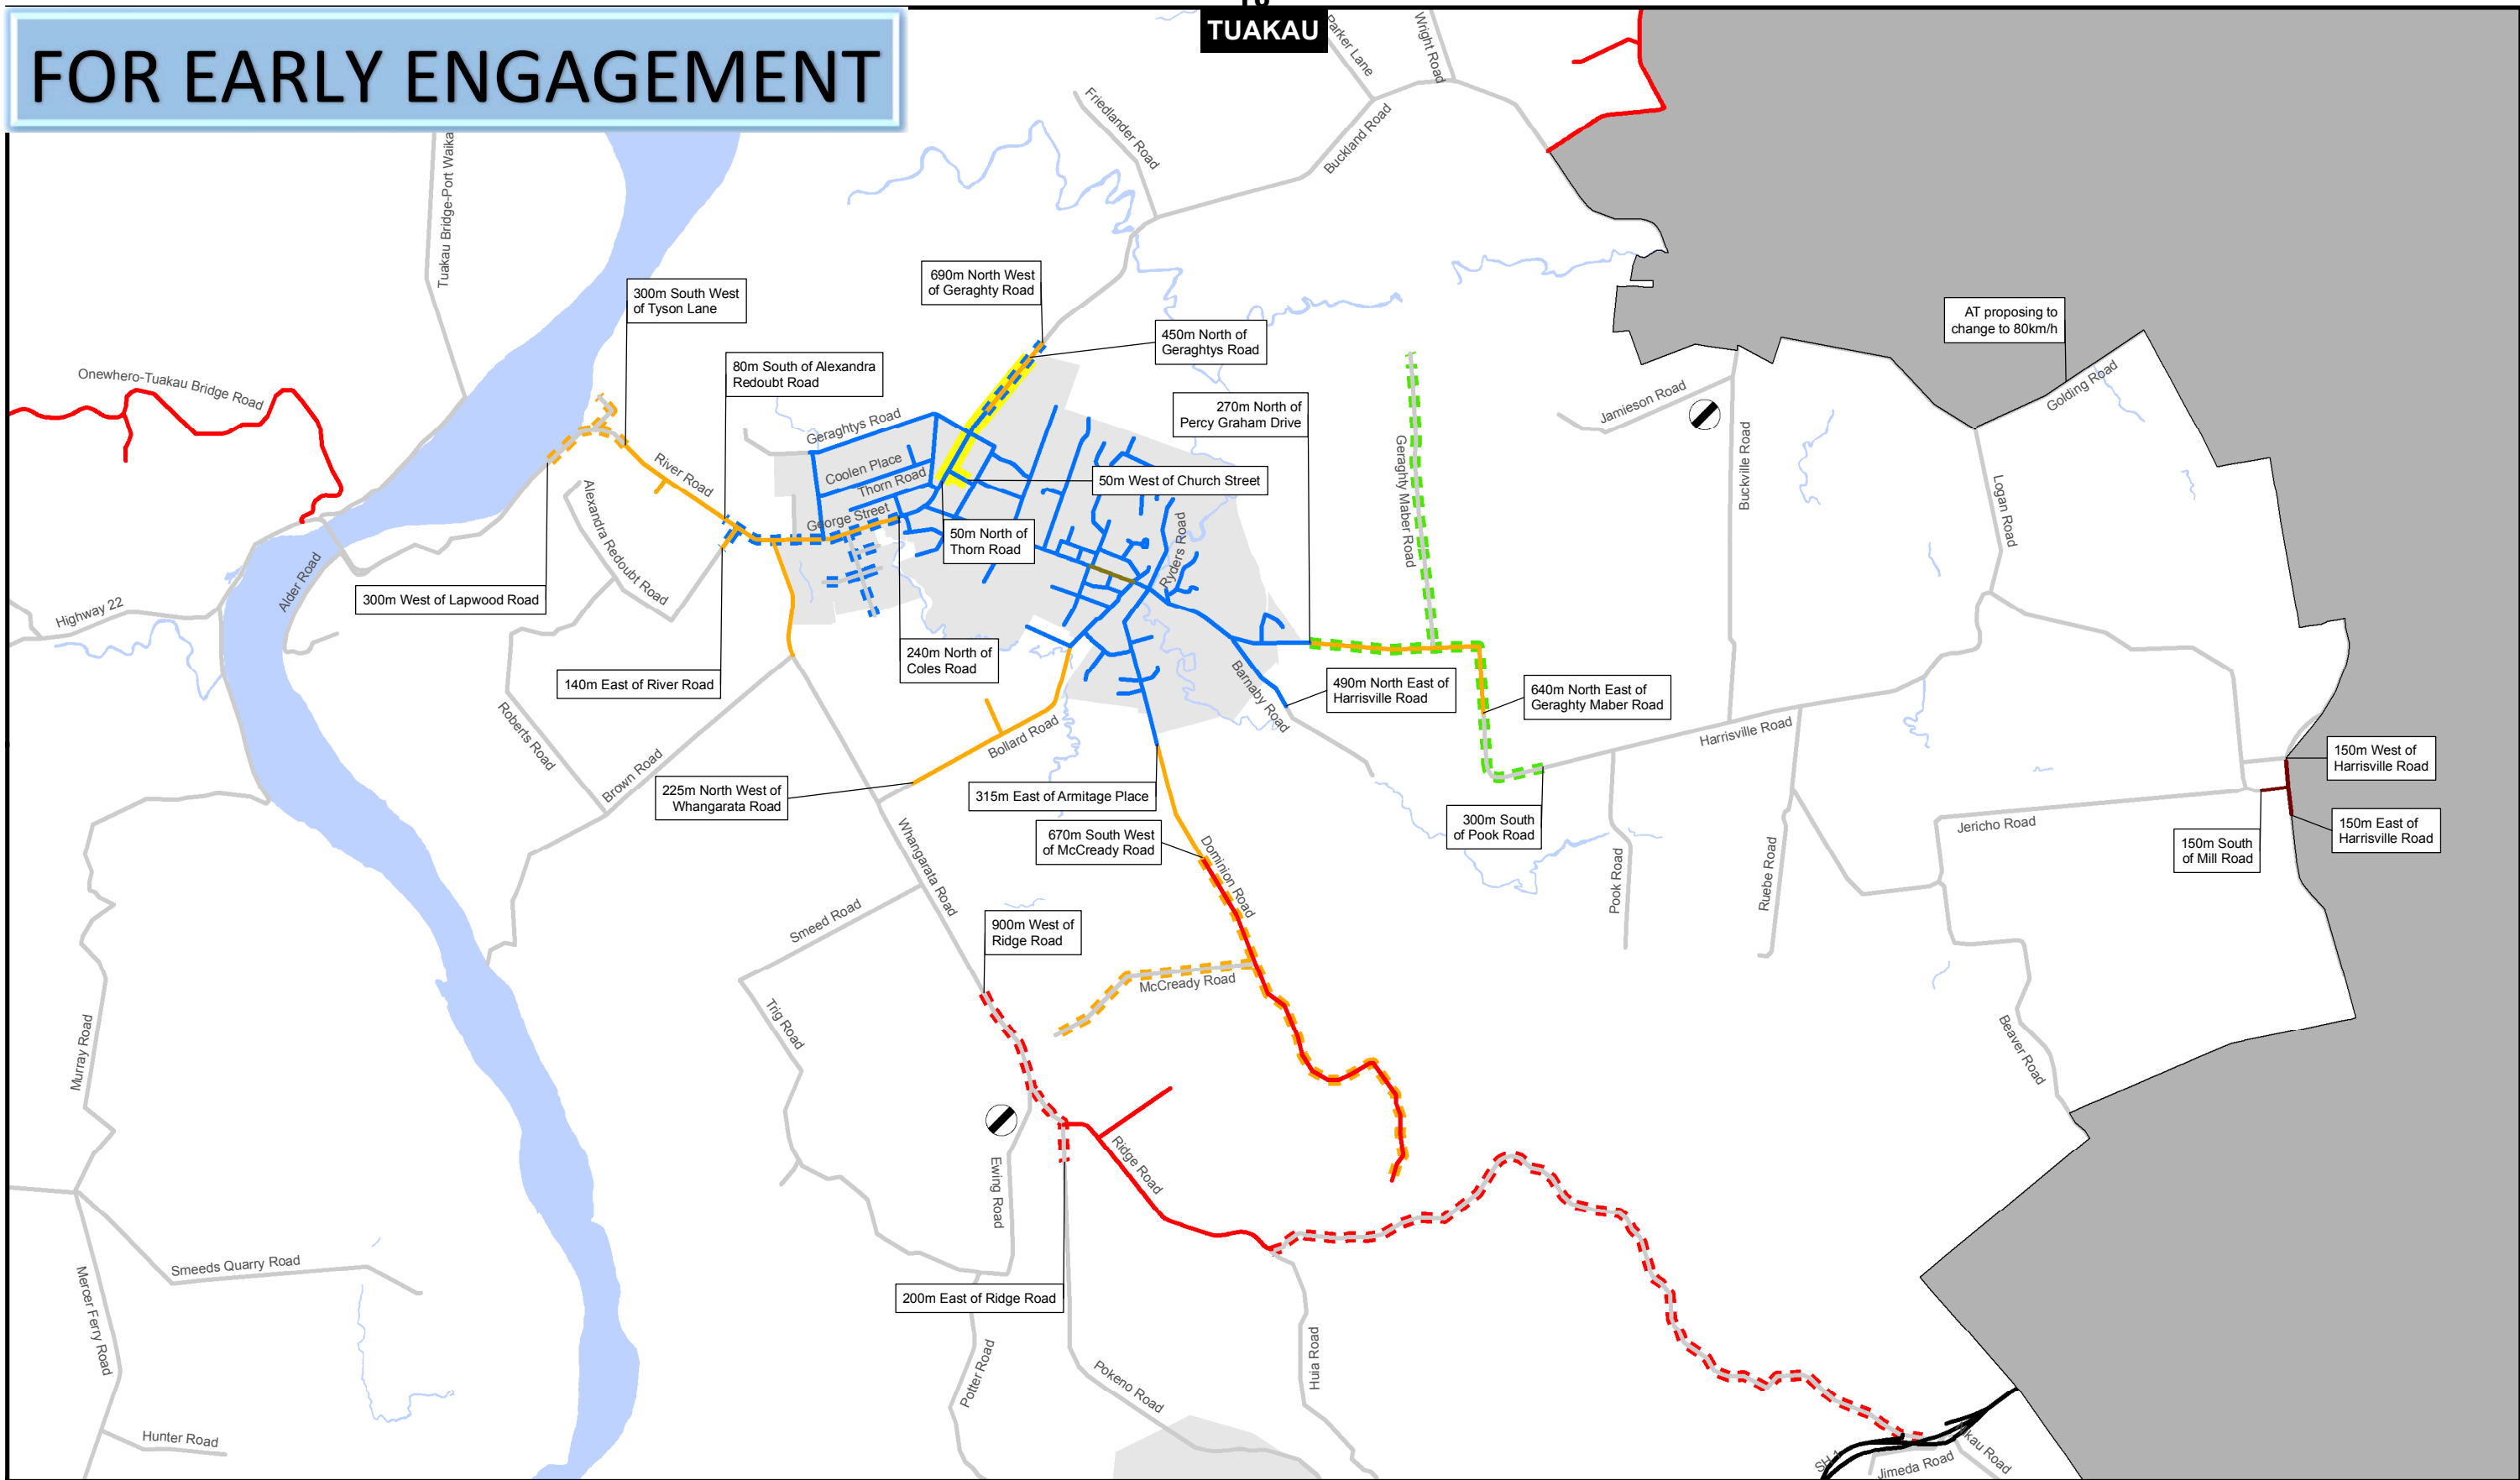 TUAKAU
FOR EARLY ENGAGEMENT
Parker Lane
Wright Road
Friedlander Road
Buckland Road
Tuakau Bridge-Port Waika
690m North West
of Geraghty Road
300m South West
of Tyson Lane
450m North of
Geraghtys Road
AT proposing to
change to 80km/h
80m South of Alexandra
Redoubt Road
Onewhero-Tuakau Bridge Road
270m North of
Percy Graham Drive
Golding Road
Jamieson Road
Geraghtys Road
Coolen Place
Thorn Road
George Street
River Road
50m West of Church Street
Geraghty Maber Road
Buckville Road
Logan Road
Alexandra Redoubt Road
50m North of
Thorn Road
Ryders Road
Alder Road
Highway 22
300m West of Lapwood Road
240m North of
Coles Road
140m East of River Road
Barnaby Road
490m North East of
Harrisville Road
640m North East of
Geraghty Maber Road
Roberts Road
Brown Road
Bollard Road
Harrisville Road
150m West of
Harrisville Road
225m North West of
Whangarata Road
315m East of Armitage Place
300m South
of Pook Road
670m South West
of McCready Road
Jericho Road
150m South
of Mill Road
150m East of
Harrisville Road
Whangarata Road
Dominion Road
Pook Road
Ruebe Road
Smeed Road
900m West of
Ridge Road
McCready Road
Trig Road
Murray Road
Beaver Road
Ridge Road
Ewing Road
Smeeds Quarry Road
Mercer Ferry Road
200m East of Ridge Road
Potter Road
Pokeno Road
Huia Road
Hunter Road
SH 1
Jimeda Road
kau Road